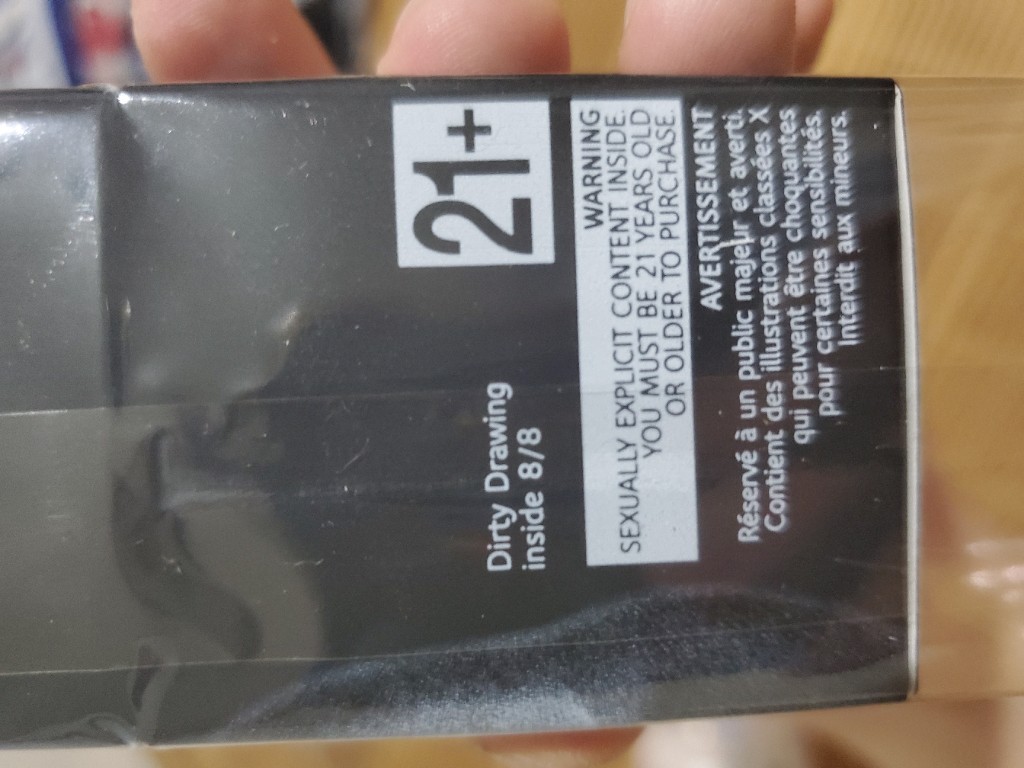 21+
WARNING
SEXUALLY EXPLICIT CONTENT INSIDE.
YOU MUST BE 21 YEARS OLD
OR OLDER TO PURCHASE.
AVERTISSEMENT
Réservé à un public majeur et averti.
Contient des illustrations classées X
qui peuvent être choquantes
pour certaines sensibilités.
Interdit aux mineurs.
Dirty Drawing
inside 8/8